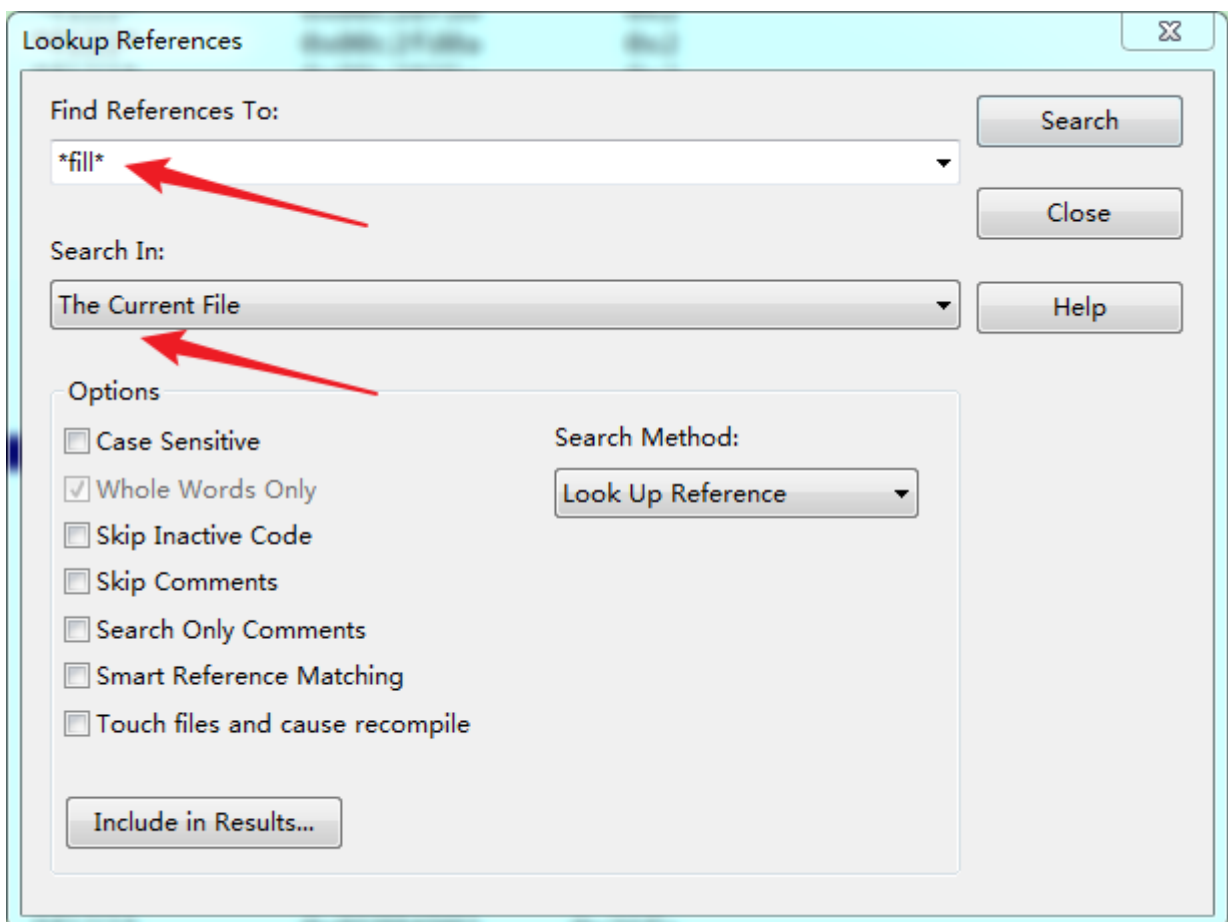 Lookup References
Find References To:
*fill*
Search
Close
Search In:
The Current File
Help
Options
Case Sensitive
Search Method:
Whole Words Only
Look Up Reference
Skip Inactive Code
Skip Comments
Search Only Comments
Smart Reference Matching
Touch files and cause recompile
Include in Results...